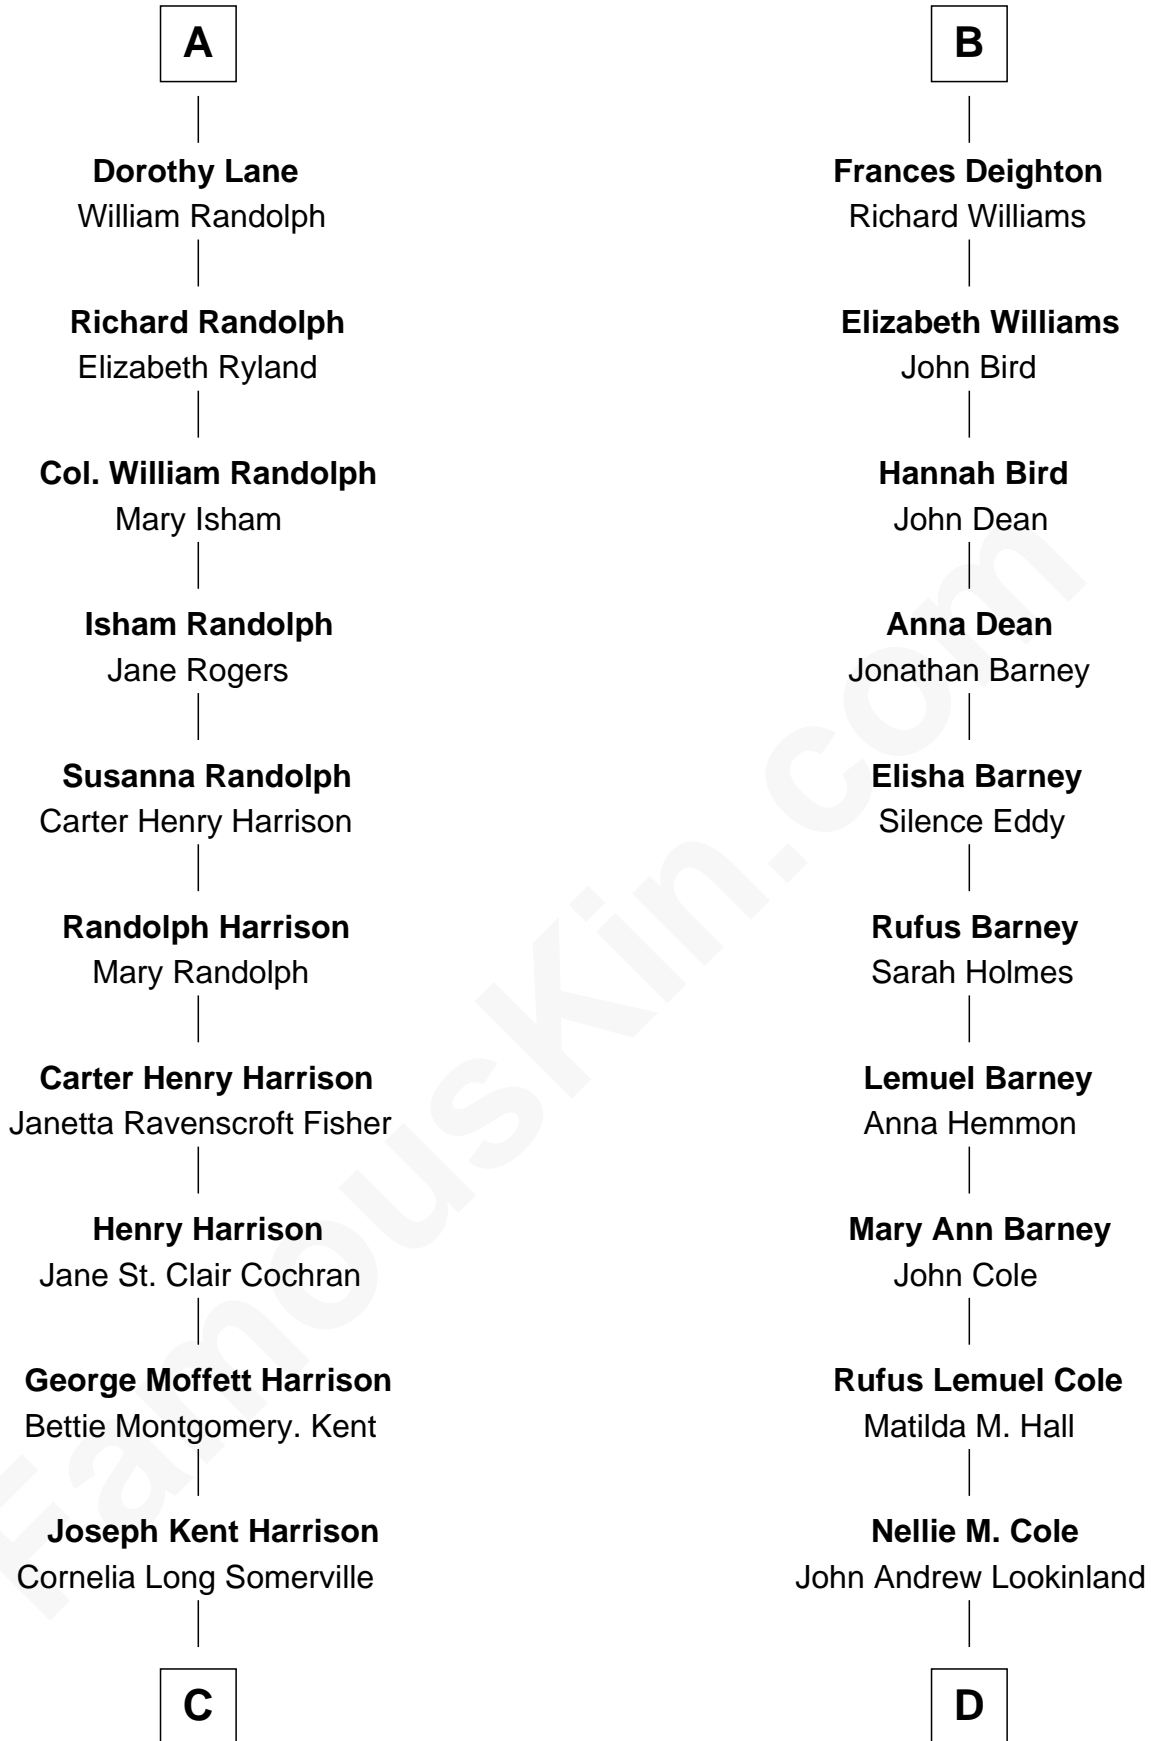 A
Dorothy Lane
William Randolph
Richard Randolph
Elizabeth Ryland
Col. William Randolph
Mary Isham
Isham Randolph
Jane Rogers
Susanna Randolph
Carter Henry Harrison
Randolph Harrison
Mary Randolph
Carter Henry Harrison
Janetta Ravenscroft Fisher
Henry Harrison
Jane St. Clair Cochran
George Moffett Harrison
Bettie Montgomery. Kent
Joseph Kent Harrison
Cornelia Long Somerville
C
B
Frances Deighton
Richard Williams
Elizabeth Williams
John Bird
Hannah Bird
John Dean
Anna Dean
Jonathan Barney
Elisha Barney
Silence Eddy
Rufus Barney
Sarah Holmes
Lemuel Barney
Anna Hemmon
Mary Ann Barney
John Cole
Rufus Lemuel Cole
Matilda M. Hall
Nellie M. Cole
John Andrew Lookinland
D
FamousKin.com